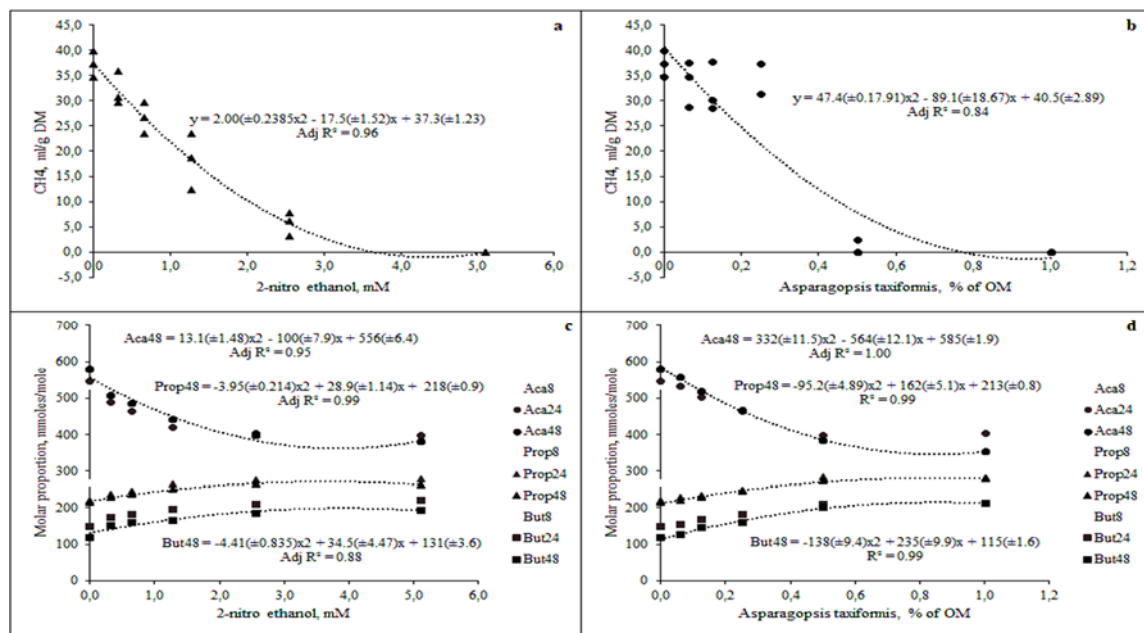 a
45,0
40,0
35,0
30,0
25,0
20,0
15,0
10,0
5,0
0,0
-5,0
CH4, ml/g DM
y = 2.00(±0.2385x2 - 17.5(±1.52)x + 37.3(±1.23)
Adj R² = 0.96
0,0 1,0 2,0 3,0 4,0 5,0 6,0
2-nitro ethanol, mM
b
45,0
40,0
35,0
30,0
25,0
20,0
15,0
10,0
5,0
0,0
-5,0
CH4, ml/g DM
y = 47.4(±0.17.91)x2 - 89.1(±18.67)x + 40.5(±2.89)
Adj R² = 0.84
0,0 0,2 0,4 0,6 0,8 1,0 1,2
Asparagopsis taxiformis, % of OM
c
700
600
500
400
300
200
100
0
Molar proportion, mmoles/mole
Aca48 = 13.1(±1.48)x2 - 100(±7.9)x + 556(±6.4)
Adj R² = 0.95
Prop48 = -3.95(±0.214)x2 + 28.9(±1.14)x + 218(±0.9)
Adj R² = 0.99
But48 = -4.41(±0.835)x2 + 34.5(±4.47)x + 131(±3.6)
Adj R² = 0.88
0,0 1,0 2,0 3,0 4,0 5,0 6,0
2-nitro ethanol, mM
Aca8
Aca24
Aca48
Prop8
Prop24
Prop48
But8
But24
But48
d
700
600
500
400
300
200
100
0
Molar proportion, mmoles/mole
Aca48 = 332(±11.5)x2 - 564(±12.1)x + 585(±1.9)
Adj R² = 1.00
Prop48 = -95.2(±4.89)x2 + 162(±5.1)x + 213(±0.8)
R² = 0.99
But48 = -138(±9.4)x2 + 235(±9.9)x + 115(±1.6)
R² = 0.99
0,0 0,2 0,4 0,6 0,8 1,0 1,2
Asparagopsis taxiformis, % of OM
Aca8
Aca24
Aca48
Prop8
Prop24
Prop48
But8
But24
But48